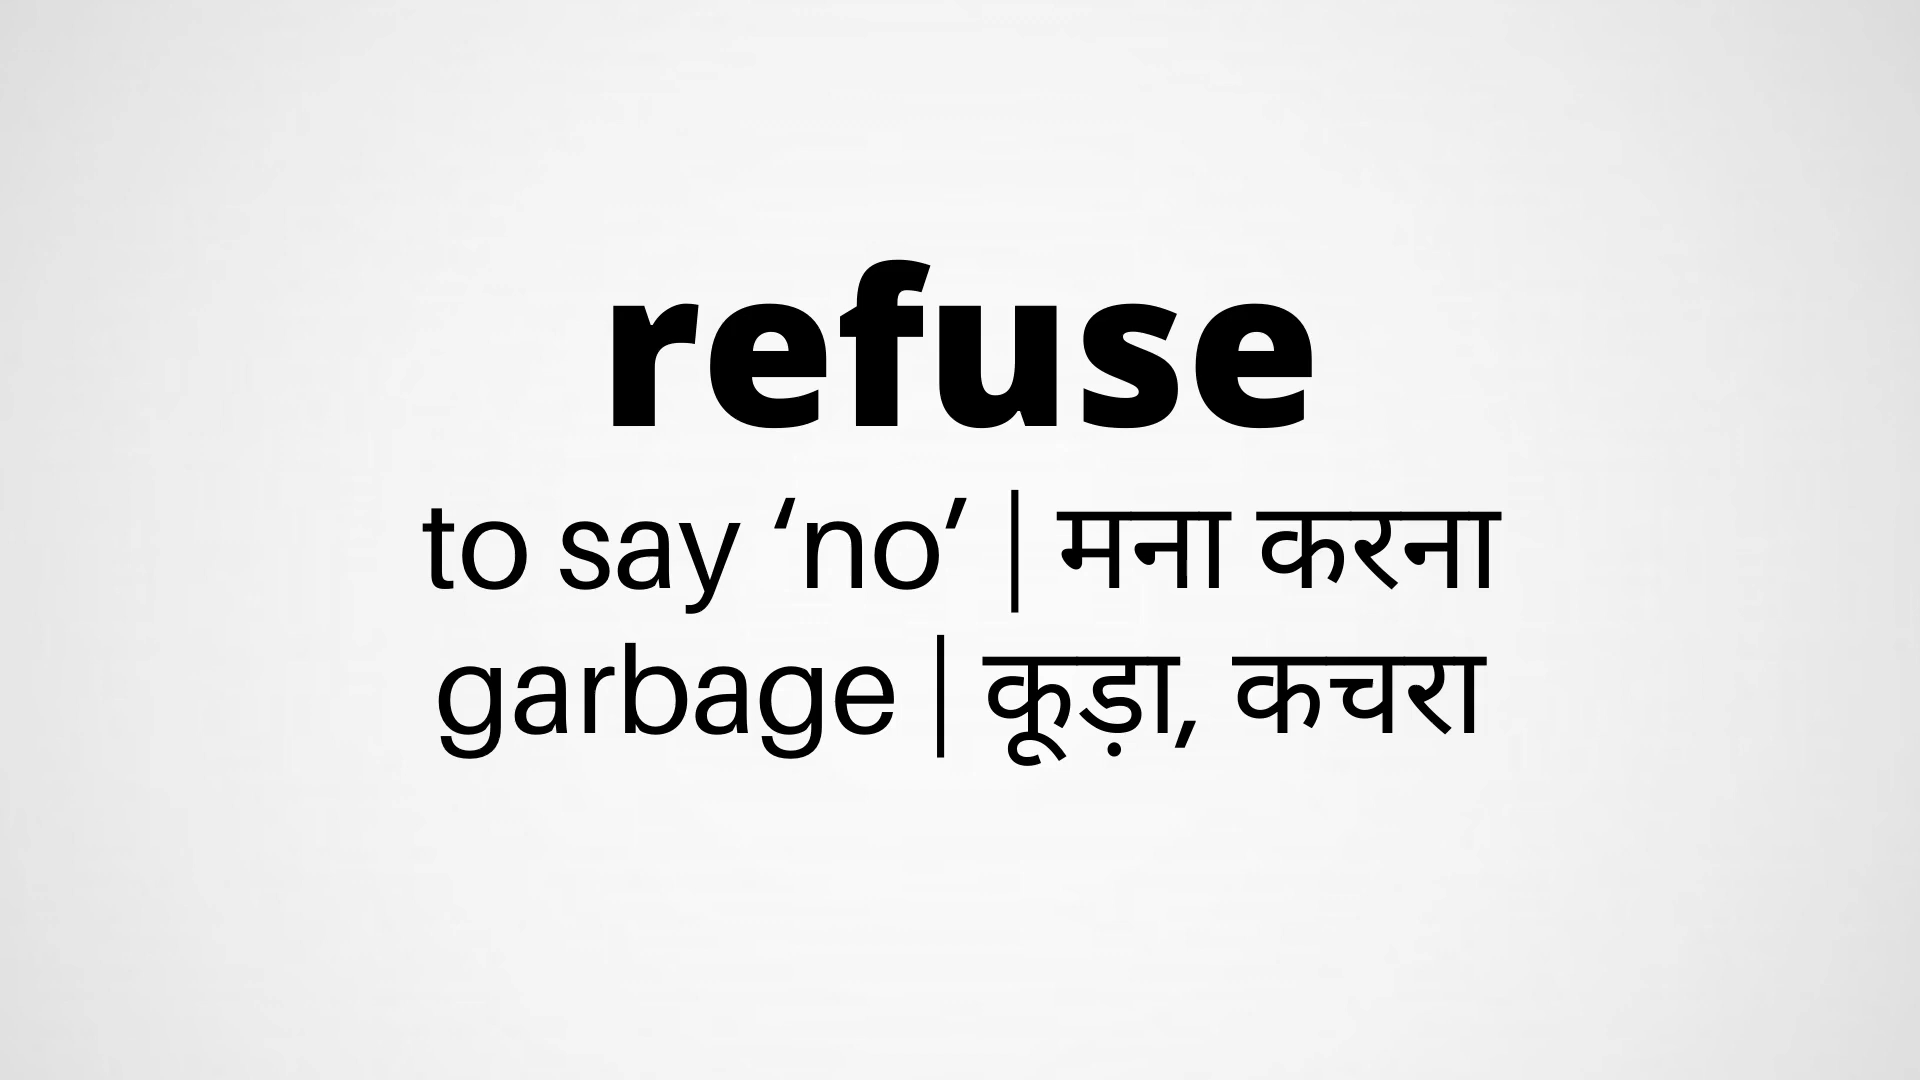 refuse
to say ‘no’ | मना करना
garbage | कूड़ा, कचरा